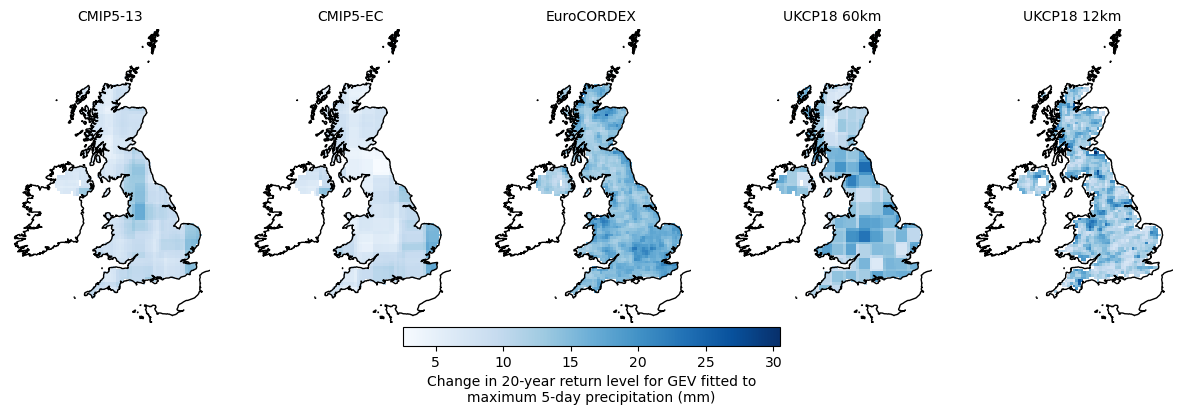 CMIP5-13
CMIP5-EC
EuroCORDEX
UKCP18 60km
UKCP18 12km
5 10 15 20 25 30
Change in 20-year return level for GEV fitted to
maximum 5-day precipitation (mm)